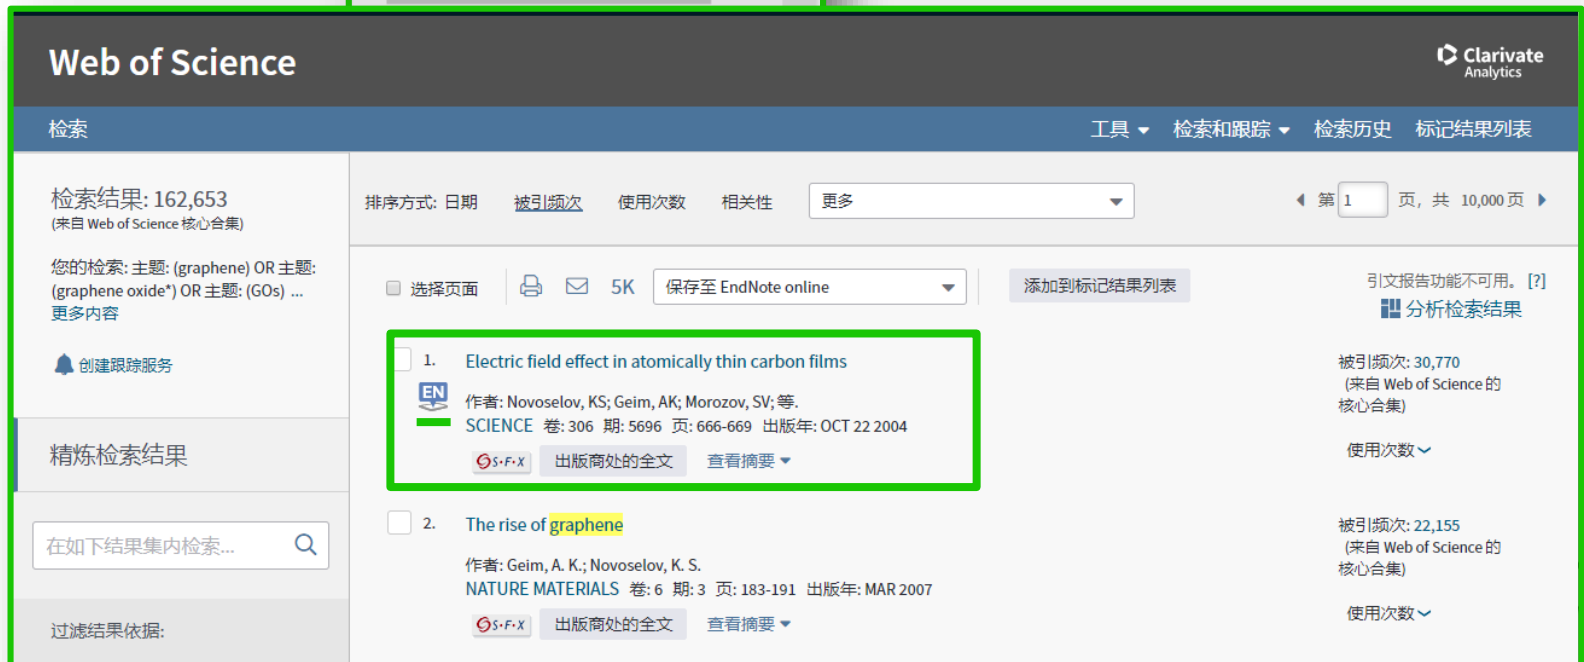 Web of Science
Clarivate
Analytics
检索
工具 检索和跟踪 检索历史 标记结果列表
检索结果: 162,653
(来自 Web of Science 核心合集)
您的检索: 主题: (graphene) OR 主题:
(graphene oxide*) OR 主题: (GOs) ...
更多内容
创建跟踪服务
精炼检索结果
在如下结果集内检索...
过滤结果依据:
排序方式: 日期 被引频次 使用次数 相关性 更多
第 1 页, 共 10,000 页
选择页面 5K 保存至 EndNote online 添加到标记结果列表
引文报告功能不可用。 [?]
分析检索结果
1. Electric field effect in atomically thin carbon films
EN
作者: Novoselov, KS; Geim, AK; Morozov, SV; 等.
SCIENCE 卷: 306 期: 5696 页: 666-669 出版年: OCT 22 2004
S·F·X 出版商处的全文 查看摘要
被引频次: 30,770
(来自 Web of Science 的
核心合集)
使用次数
2. The rise of graphene
作者: Geim, A. K.; Novoselov, K. S.
NATURE MATERIALS 卷: 6 期: 3 页: 183-191 出版年: MAR 2007
S·F·X 出版商处的全文 查看摘要
被引频次: 22,155
(来自 Web of Science 的
核心合集)
使用次数